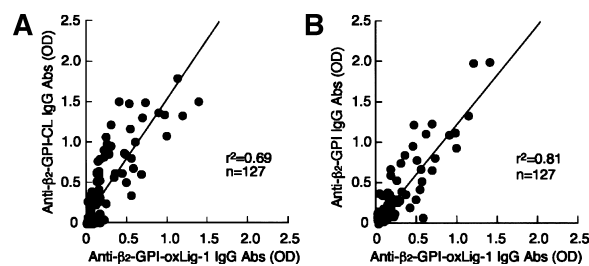 A
Anti-β2-GPI-CL IgG Abs (OD)
2.5
2.0
1.5
1.0
0.5
0
r²=0.69
n=127
0 0.5 1.0 1.5 2.0 2.5
Anti-β2-GPI-oxLig-1 IgG Abs (OD)
B
Anti-β2-GPI IgG Abs (OD)
2.5
2.0
1.5
1.0
0.5
0
r²=0.81
n=127
0 0.5 1.0 1.5 2.0 2.5
Anti-β2-GPI-oxLig-1 IgG Abs (OD)